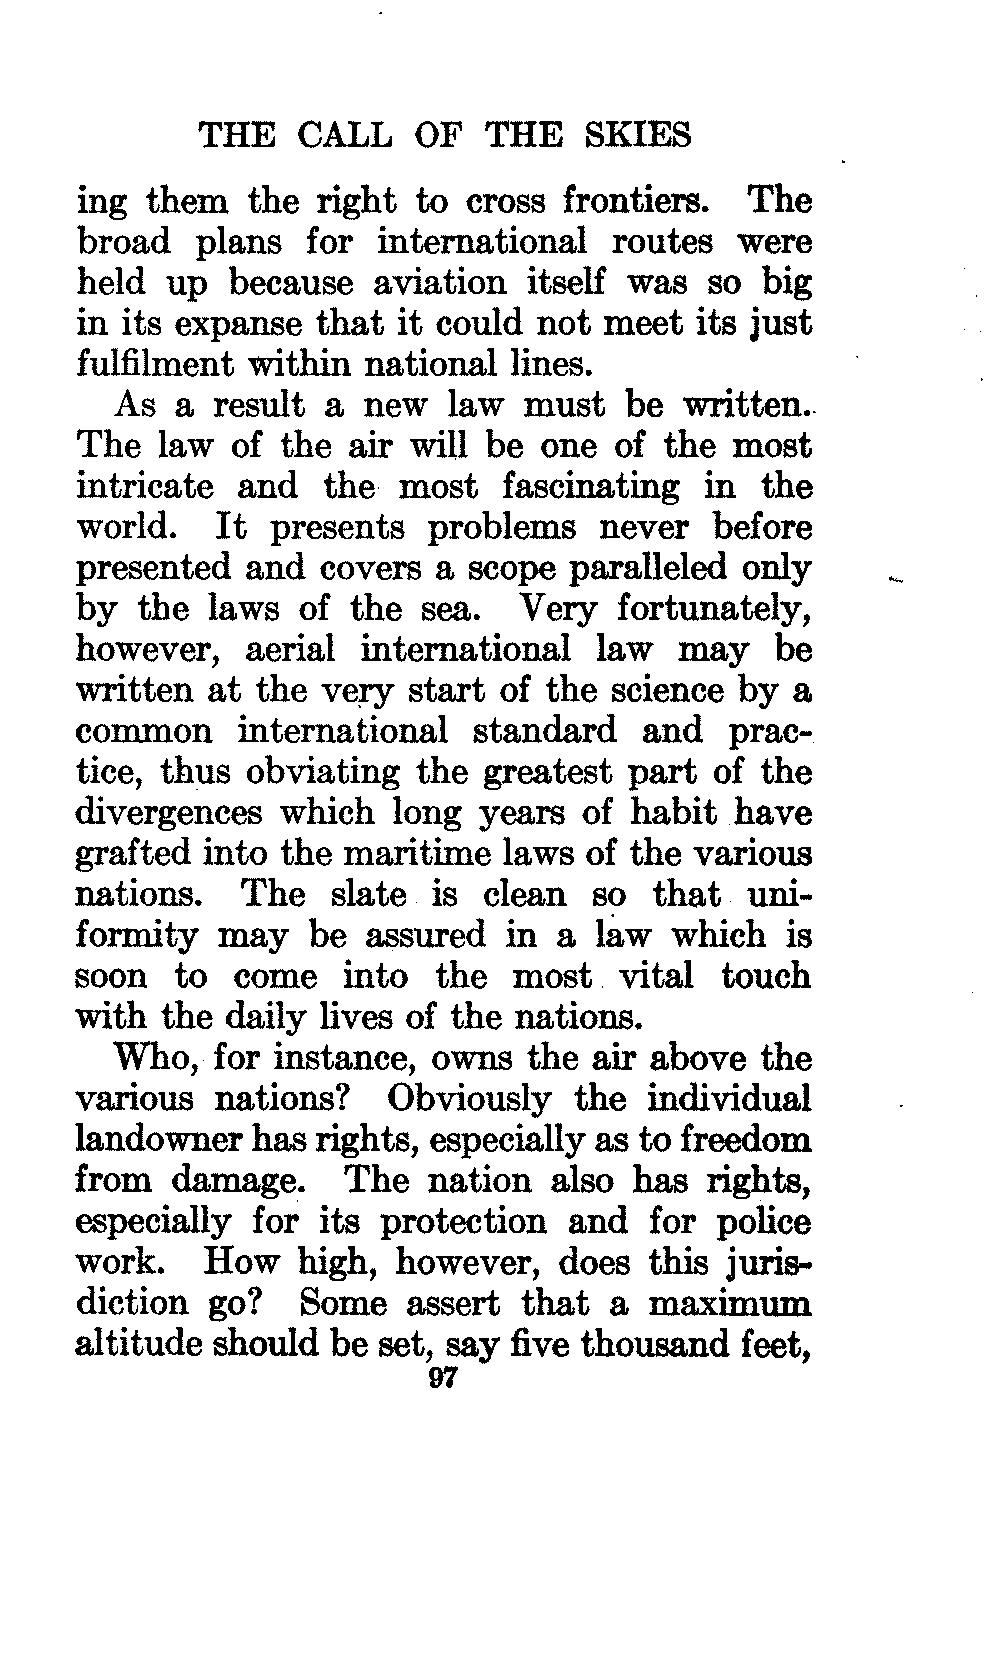 THE CALL OF THE SKIES
ing them the right to cross frontiers. The
broad plans for international routes were
held up because aviation itself was so big
in its expanse that it could not meet its just
fulfilment within national lines.
As a result a new law must be written.
The law of the air will be one of the most
intricate and the most fascinating in the
world. It presents problems never before
presented and covers a scope paralleled only
by the laws of the sea. Very fortunately,
however, aerial international law may be
written at the very start of the science by a
common international standard and prac-
tice, thus obviating the greatest part of the
divergences which long years of habit have
grafted into the maritime laws of the various
nations. The slate is clean so that uni-
formity may be assured in a law which is
soon to come into the most vital touch
with the daily lives of the nations.
Who, for instance, owns the air above the
various nations? Obviously the individual
landowner has rights, especially as to freedom
from damage. The nation also has rights,
especially for its protection and for police
work. How high, however, does this juris-
diction go? Some assert that a maximum
altitude should be set, say five thousand feet,
97